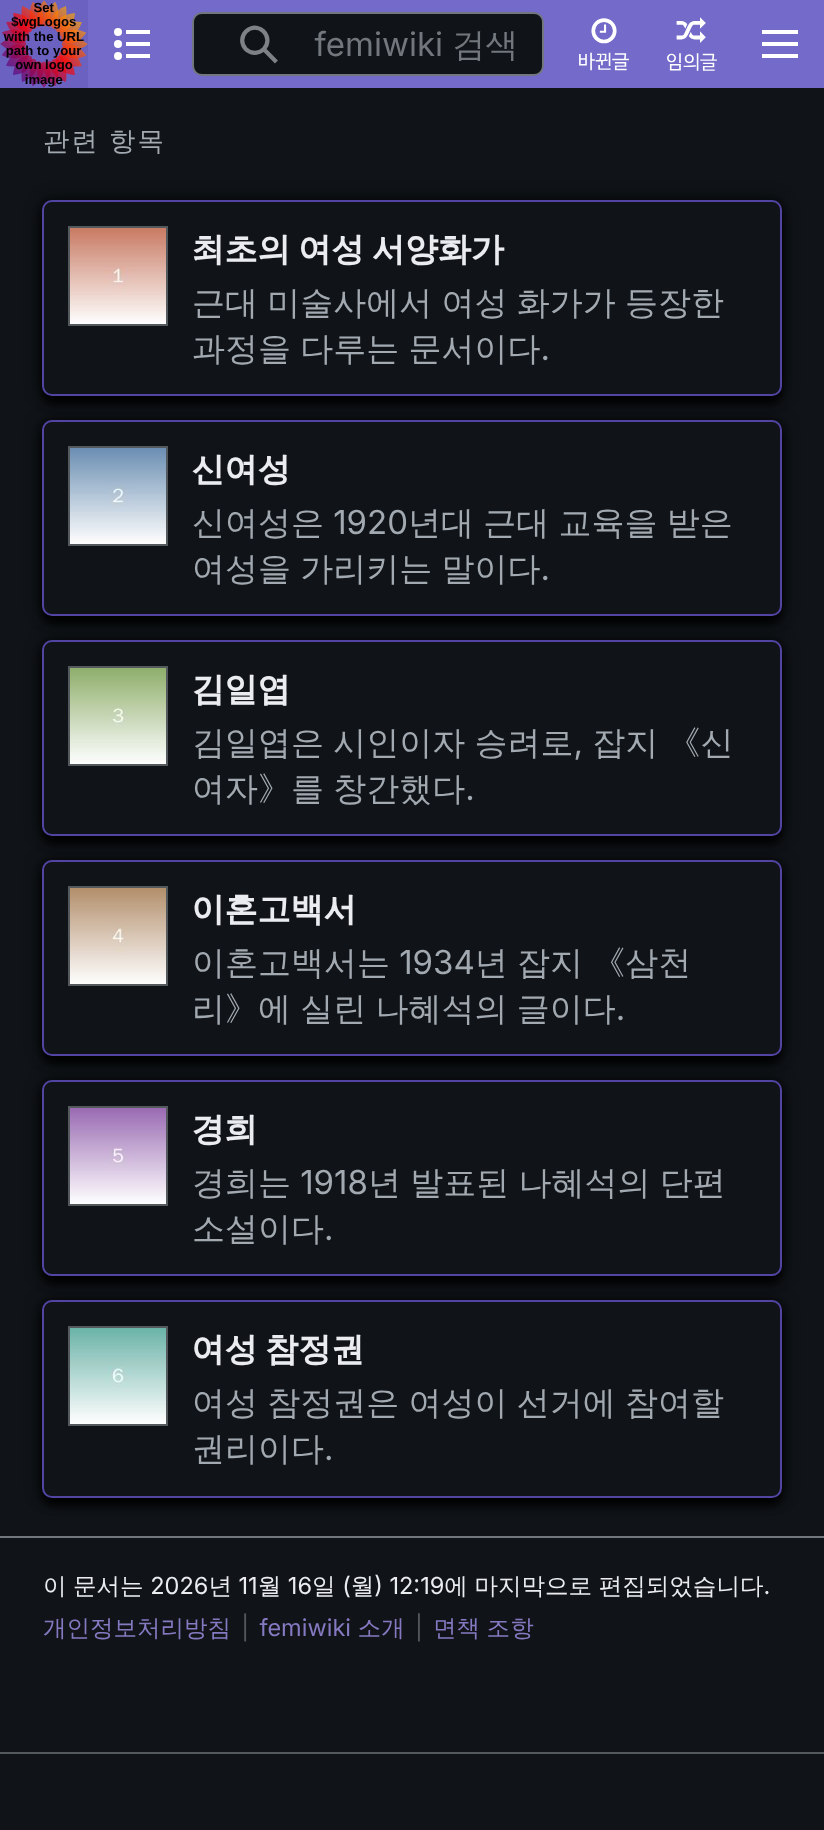 Set
$wgLogos
with the URL
path to your
own logo
image
femiwiki 검색
바뀐글
임의글
관련 항목
1
최초의 여성 서양화가
근대 미술사에서 여성 화가가 등장한
과정을 다루는 문서이다.
2
신여성
신여성은 1920년대 근대 교육을 받은
여성을 가리키는 말이다.
3
김일엽
김일엽은 시인이자 승려로, 잡지 《신
여자》를 창간했다.
4
이혼고백서
이혼고백서는 1934년 잡지 《삼천
리》에 실린 나혜석의 글이다.
5
경희
경희는 1918년 발표된 나혜석의 단편
소설이다.
6
여성 참정권
여성 참정권은 여성이 선거에 참여할
권리이다.
이 문서는 2026년 11월 16일 (월) 12:19에 마지막으로 편집되었습니다.
개인정보처리방침 | femiwiki 소개 | 면책 조항